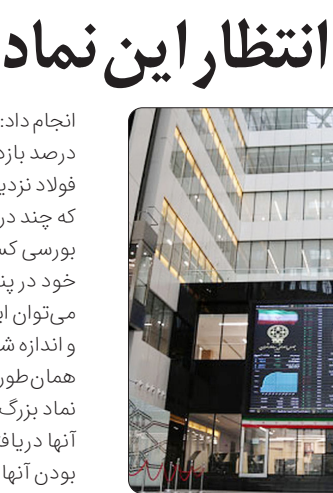 انتظار این نماد
انجام داد:
درصد بازد
فولاد نزدی
که چند در
بورسی کس
خود در پن
می‌توان ای
و اندازه ش
همان‌طور
نماد بزرگ
آنها دریاف
بودن آنها